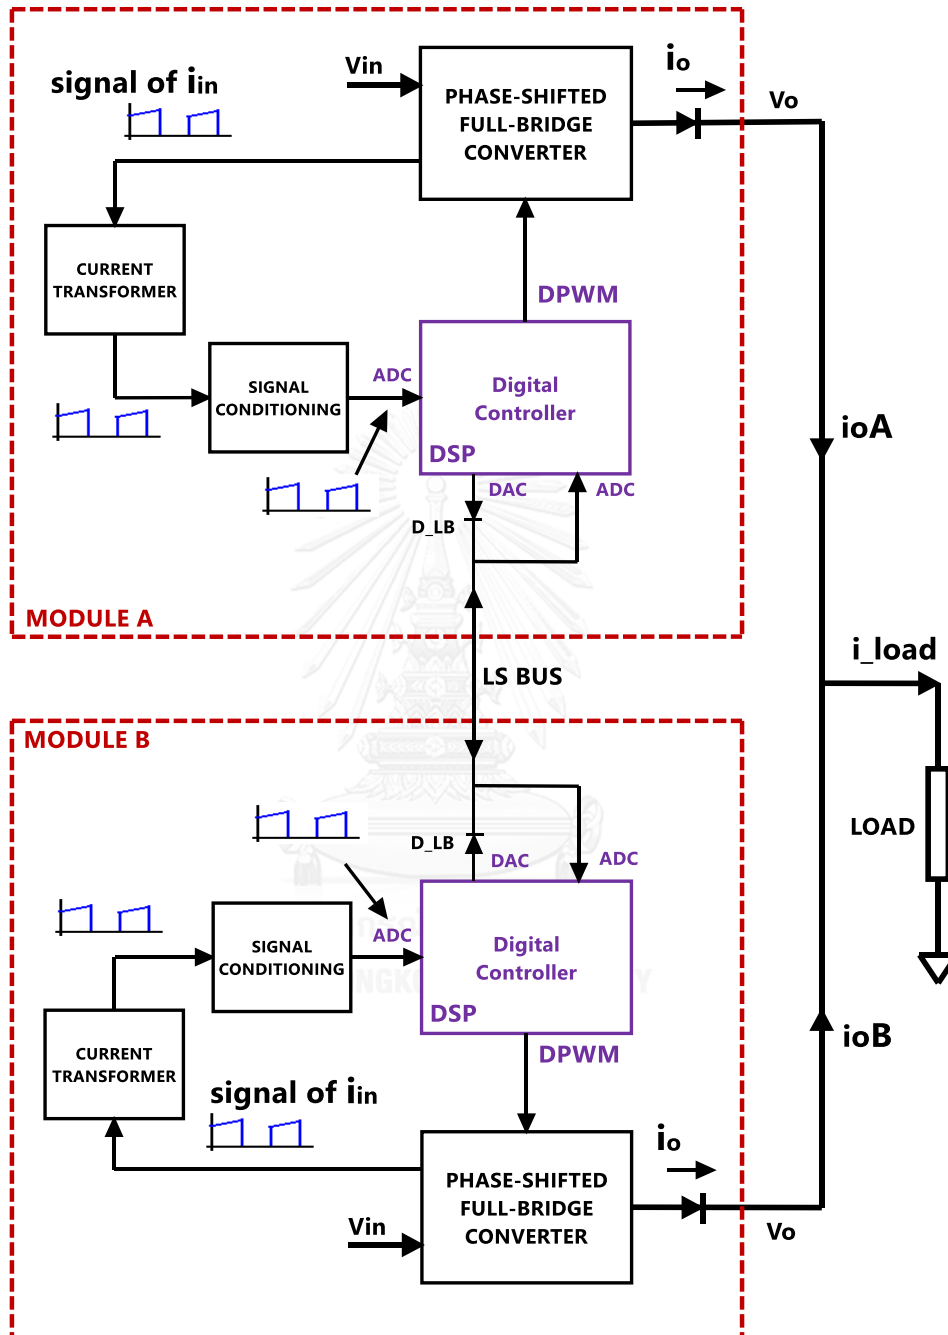 signal of iin
Vin
PHASE-SHIFTED
FULL-BRIDGE
CONVERTER
io
Vo
CURRENT
TRANSFORMER
DPWM
SIGNAL
CONDITIONING
ADC
Digital
Controller
DSP
DAC
ADC
D_LB
ioA
MODULE A
LS BUS
i_load
MODULE B
LOAD
D_LB
DAC
ADC
SIGNAL
CONDITIONING
ADC
Digital
Controller
DSP
CURRENT
TRANSFORMER
DPWM
ioB
signal of iin
PHASE-SHIFTED
FULL-BRIDGE
CONVERTER
Vin
io
Vo